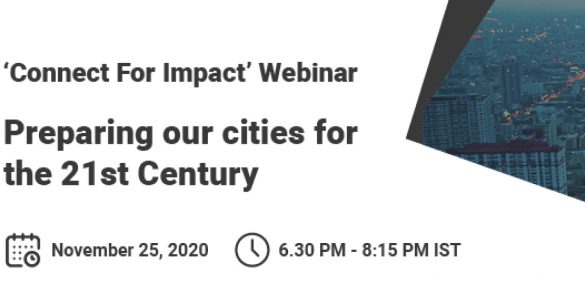 ‘Connect For Impact’ Webinar
Preparing our cities for
the 21st Century
November 25, 2020 6.30 PM - 8:15 PM IST